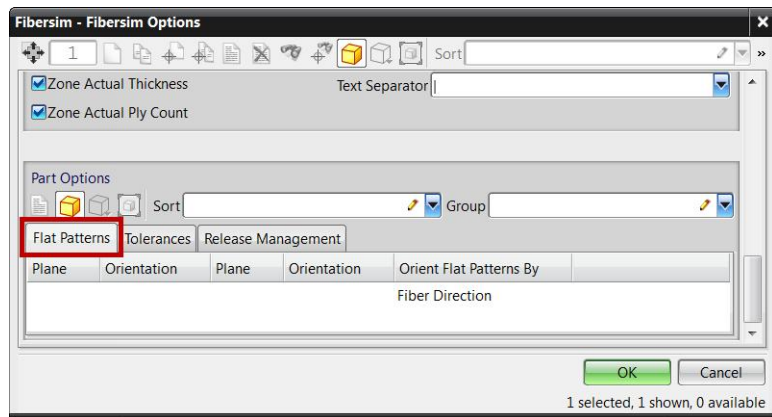 Fibersim - Fibersim Options
1 Sort
Zone Actual Thickness Text Separator |
Zone Actual Ply Count
Part Options
Sort Group
Flat Patterns Tolerances Release Management
Plane Orientation Plane Orientation Orient Flat Patterns By
Fiber Direction
OK Cancel
1 selected, 1 shown, 0 available